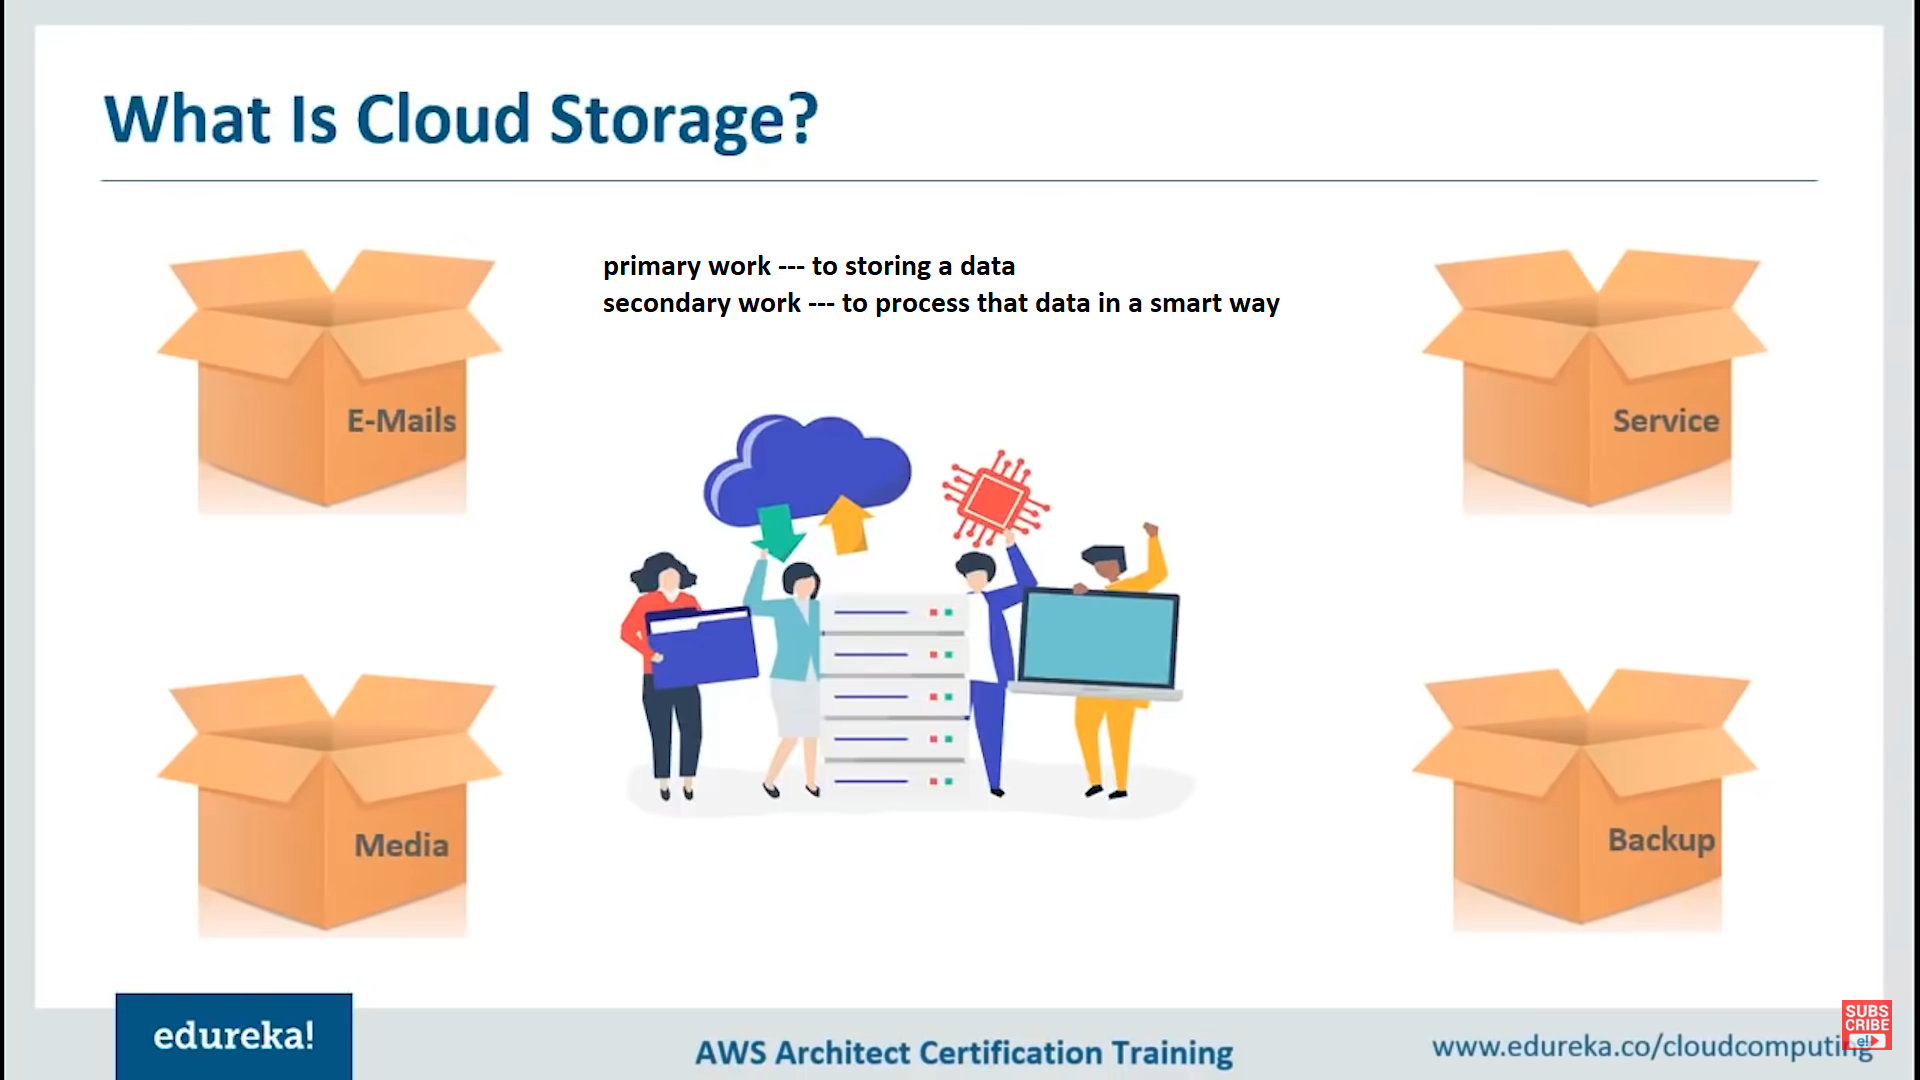 What Is Cloud Storage?
primary work --- to storing a data
secondary work --- to process that data in a smart way
E-Mails
Service
Media
Backup
edureka!
AWS Architect Certification Training
www.edureka.co/cloudcomputing
SUBS
CRIBE
e!